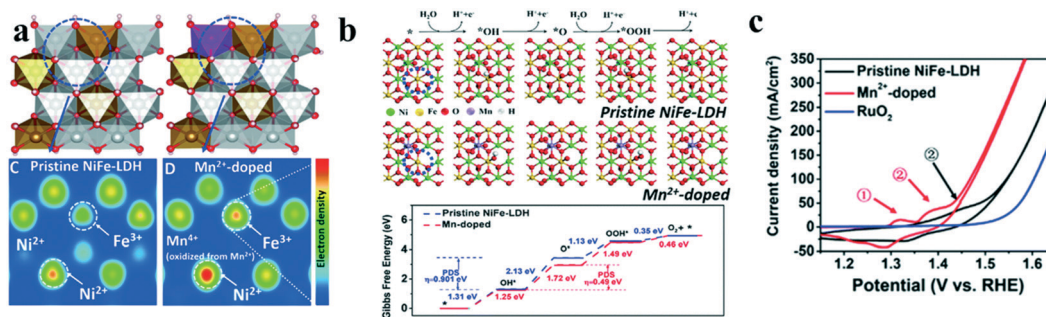 a
C Pristine NiFe-LDH
D Mn²⁺-doped
Ni²⁺
Fe³⁺
Ni²⁺
Mn⁴⁺
(oxidized from Mn²⁺)
Fe³⁺
Ni²⁺
Electron density
b
* H₂O H⁺+e⁻ *OH H⁺+e⁻ *O H₂O H⁺+e⁻ *OOH H⁺+e
Ni Fe O Mn H
Pristine NiFe-LDH
Mn²⁺-doped
Gibbs Free Energy (eV)
6
4
2
0
Pristine NiFe-LDH
Mn-doped
PDS
η=0.901 eV
*
1.31 eV
OH*
1.25 eV
2.13 eV
O*
1.72 eV
1.13 eV
PDS
η=0.49 eV
OOH*
1.49 eV
0.35 eV
O₂+ *
0.46 eV
c
Current density (mA/cm²)
350
300
250
200
150
100
50
0
-50
Pristine NiFe-LDH
Mn²⁺-doped
RuO₂
①
②
②
1.2 1.3 1.4 1.5 1.6
Potential (V vs. RHE)